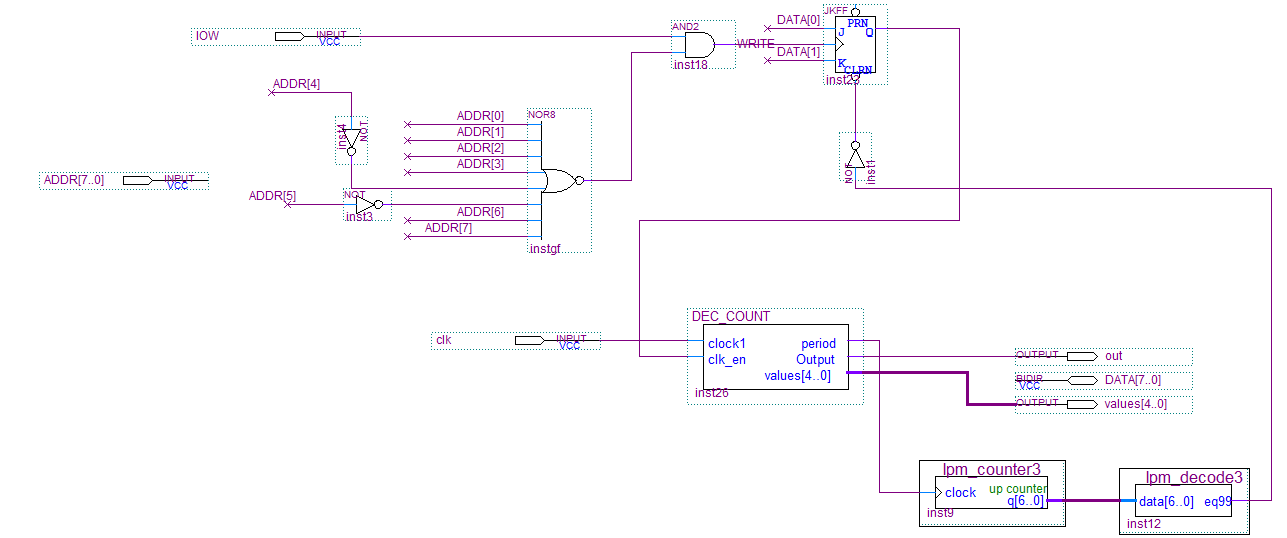 IOW
INPUT
VCC
AND2
WRITE
inst18
DATA[0]
DATA[1]
JKFF
PRN
J
Q
K
CLRN
inst23
ADDR[4]
NOT
inst4
ADDR[0]
ADDR[1]
ADDR[2]
ADDR[3]
NOR8
ADDR[7..0]
INPUT
VCC
ADDR[5]
NOT
inst3
ADDR[6]
ADDR[7]
instgf
NOT
inst1
clk
INPUT
VCC
DEC_COUNT
clock1
period
clk_en
Output
values[4..0]
inst26
OUTPUT
out
BIDIR
VCC
DATA[7..0]
OUTPUT
values[4..0]
lpm_counter3
up counter
clock
q[6..0]
inst9
lpm_decode3
data[6..0]
eq99
inst12